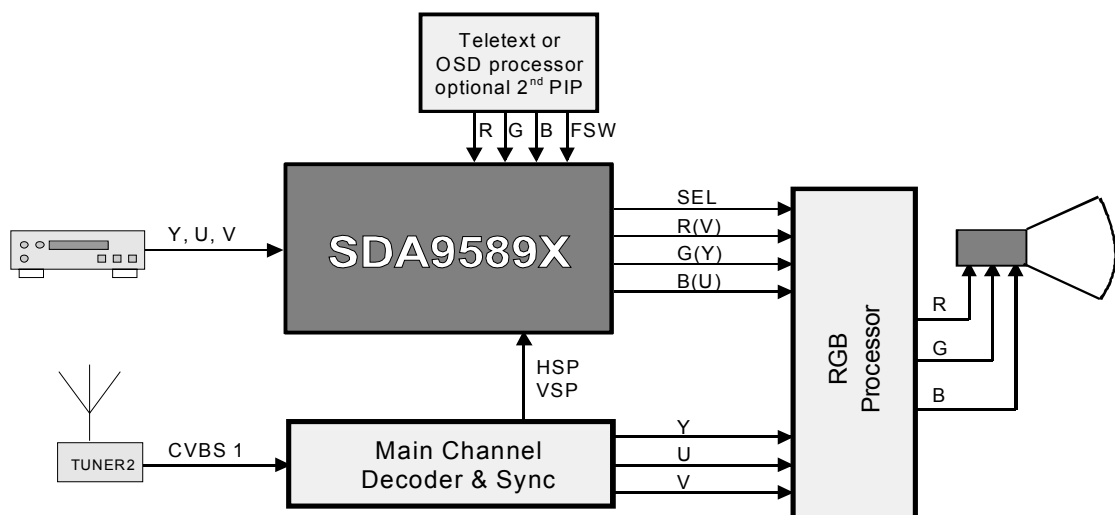 Teletext or
OSD processor
optional 2nd PIP
R G B FSW
SDA9589X
Y, U, V
SEL
R(V)
G(Y)
B(U)
RGB
Processor
R
G
B
HSP
VSP
TUNER2
CVBS 1
Main Channel
Decoder & Sync
Y
U
V